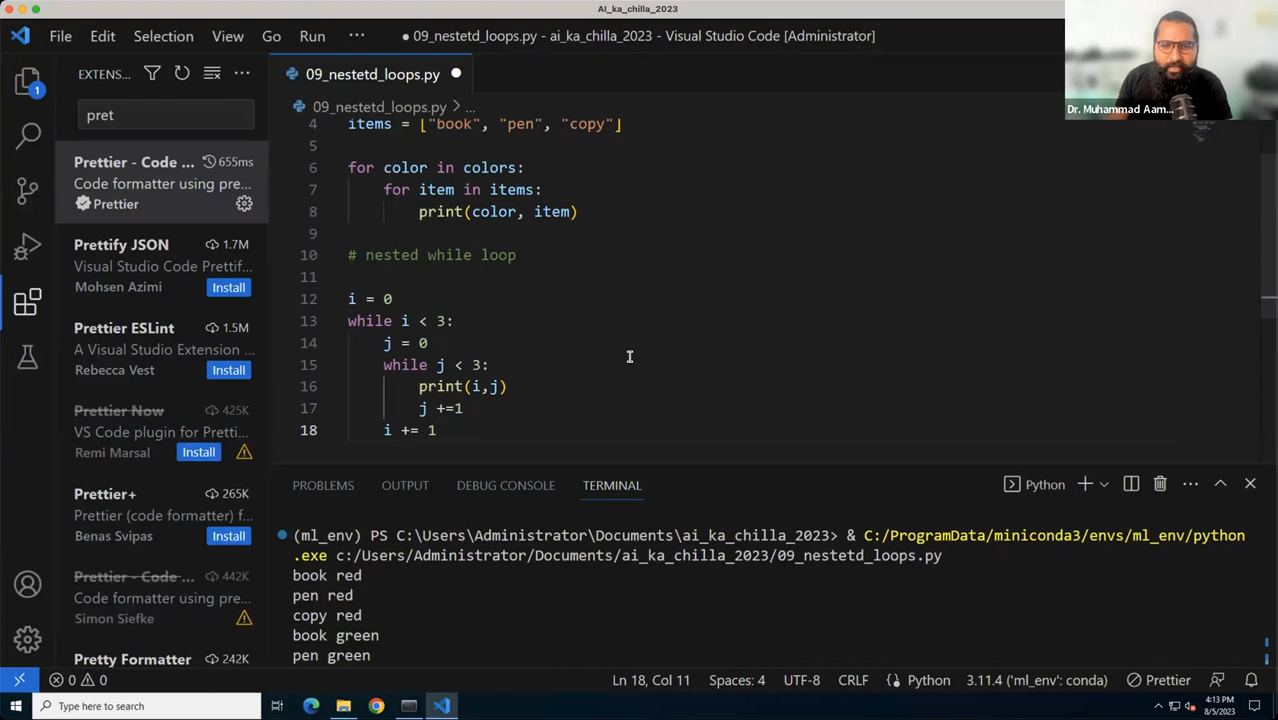 AI_ka_chilla_2023
File Edit Selection View Go Run ··· ● 09_nestetd_loops.py - ai_ka_chilla_2023 - Visual Studio Code [Administrator]
Dr. Muhammad Aam...
EXTENS... ···
09_nestetd_loops.py ●
1
pret
09_nestetd_loops.py > ...
Prettier - Code ... 655ms
Code formatter using pre...
Prettier
Prettify JSON 1.7M
Visual Studio Code Prettif...
Mohsen Azimi Install
Prettier ESLint 1.5M
A Visual Studio Extension ...
Rebecca Vest Install
Prettier Now 425K
VS Code plugin for Pretti...
Remi Marsal Install
Prettier+ 265K
Prettier (code formatter) f...
Benas Svipas Install
Prettier - Code ... 442K
Code formatter using pre...
Simon Siefke
Pretty Formatter 242K
4 items = ["book", "pen", "copy"]
5
6 for color in colors:
7 for item in items:
8 print(color, item)
9
10 # nested while loop
11
12 i = 0
13 while i < 3:
14 j = 0
15 while j < 3:
16 print(i,j)
17 j +=1
18 i += 1
PROBLEMS OUTPUT DEBUG CONSOLE TERMINAL Python ···
(ml_env) PS C:\Users\Administrator\Documents\ai_ka_chilla_2023> & C:/ProgramData/miniconda3/envs/ml_env/python
.exe c:/Users/Administrator/Documents/ai_ka_chilla_2023/09_nestetd_loops.py
book red
pen red
copy red
book green
pen green
0 0 Ln 18, Col 11 Spaces: 4 UTF-8 CRLF Python 3.11.4 ('ml_env': conda) Prettier
Type here to search
4:13 PM
8/5/2023